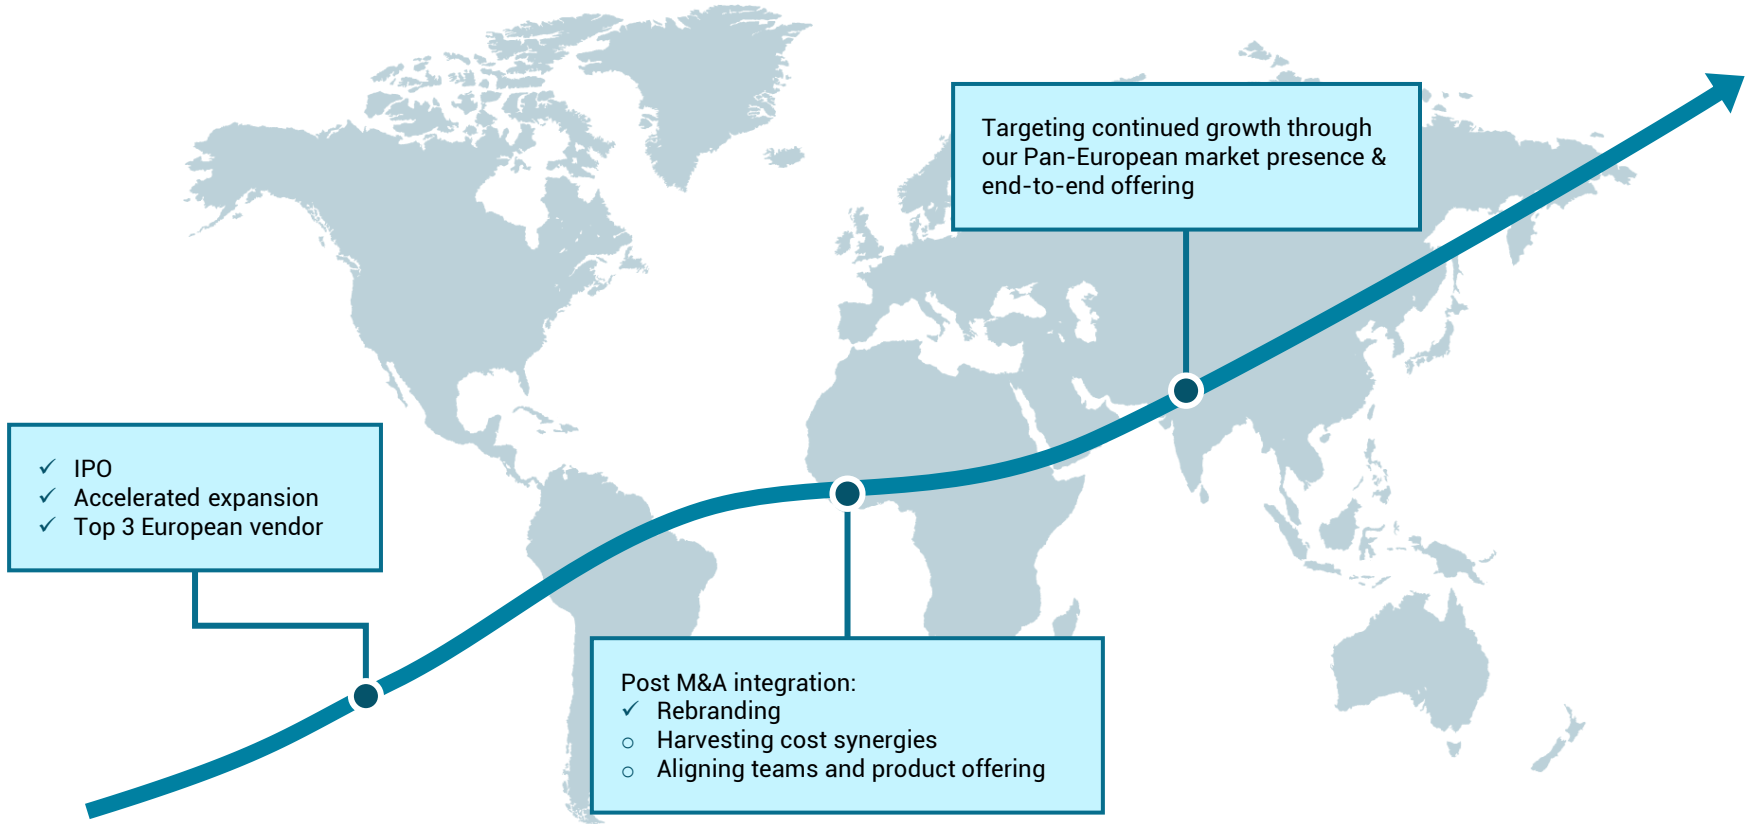 Targeting continued growth through
our Pan-European market presence &
end-to-end offering
✓ IPO
✓ Accelerated expansion
✓ Top 3 European vendor
Post M&A integration:
✓ Rebranding
○ Harvesting cost synergies
○ Aligning teams and product offering